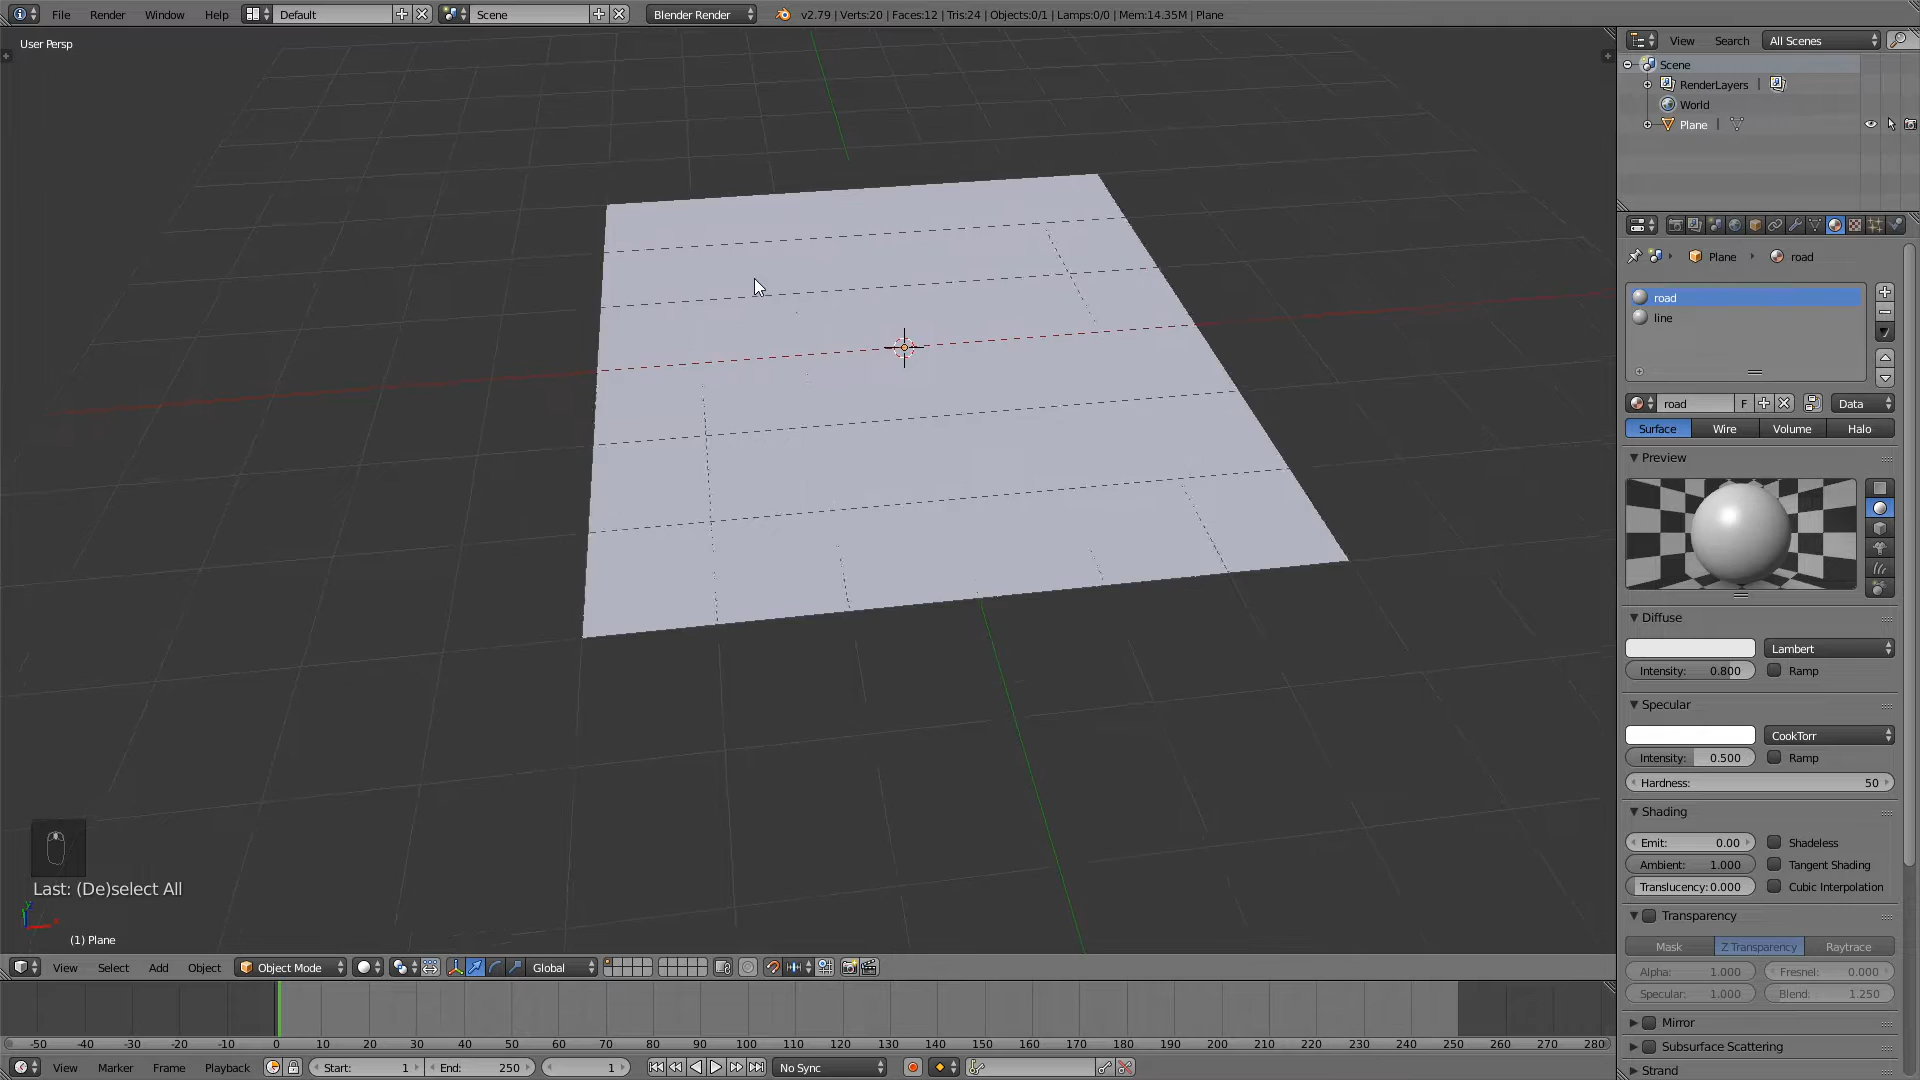 File Render Window Help Default Scene Blender Render v2.79 | Verts:20 | Faces:12 | Tris:24 | Objects:0/1 | Lamps:0/0 | Mem:14.35M | Plane
User Persp
Last: (De)select All
(1) Plane
View Select Add Object Object Mode Global
-50 -40 -30 -20 -10 0 10 20 30 40 50 60 70 80 90 100 110 120 130 140 150 160 170 180 190 200 210 220 230 240 250 260 270 280
View Marker Frame Playback Start: 1 End: 250 1 No Sync
View Search All Scenes
Scene
RenderLayers |
World
Plane |
Plane road
road
line
road F Data
Surface Wire Volume Halo
Preview
Diffuse
Lambert
Intensity: 0.800 Ramp
Specular
CookTorr
Intensity: 0.500 Ramp
Hardness: 50
Shading
Emit: 0.00 Shadeless
Ambient: 1.000 Tangent Shading
Translucency: 0.000 Cubic Interpolation
Transparency
Mask Z Transparency Raytrace
Alpha: 1.000 Fresnel: 0.000
Specular: 1.000 Blend: 1.250
Mirror
Subsurface Scattering
Strand